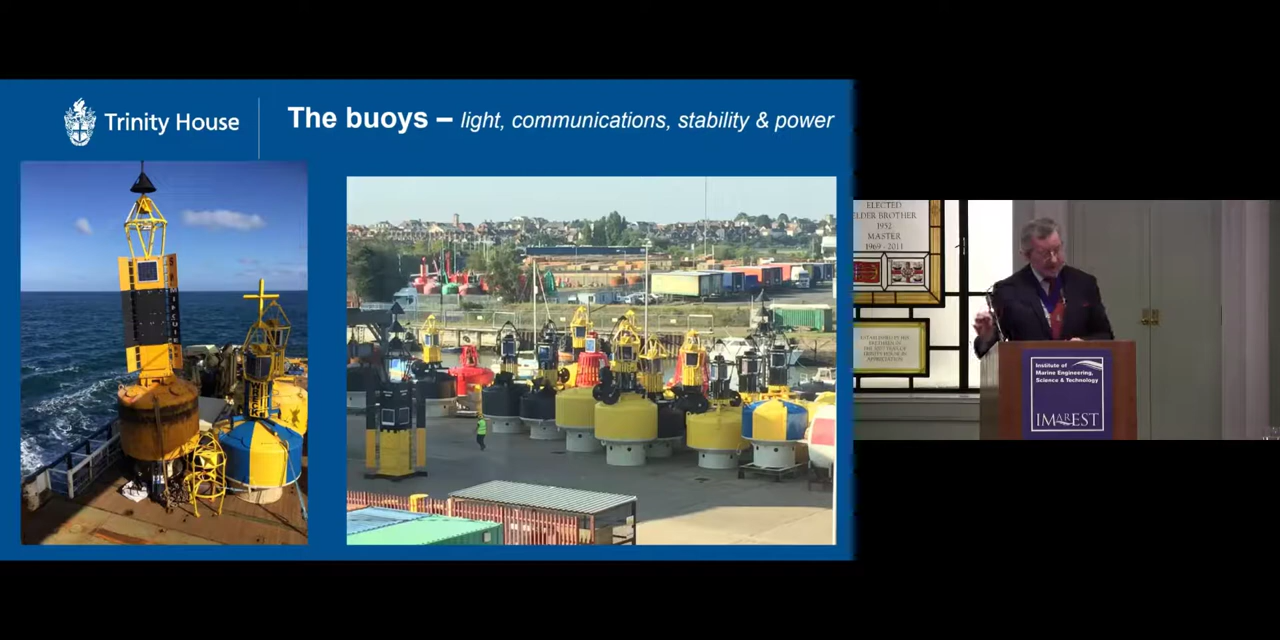 Trinity House
The buoys – light, communications, stability & power
ELECTED
ELDER BROTHER
1952
MASTER
1969 - 2011
Institute of
Marine Engineering,
Science & Technology
IMarEST